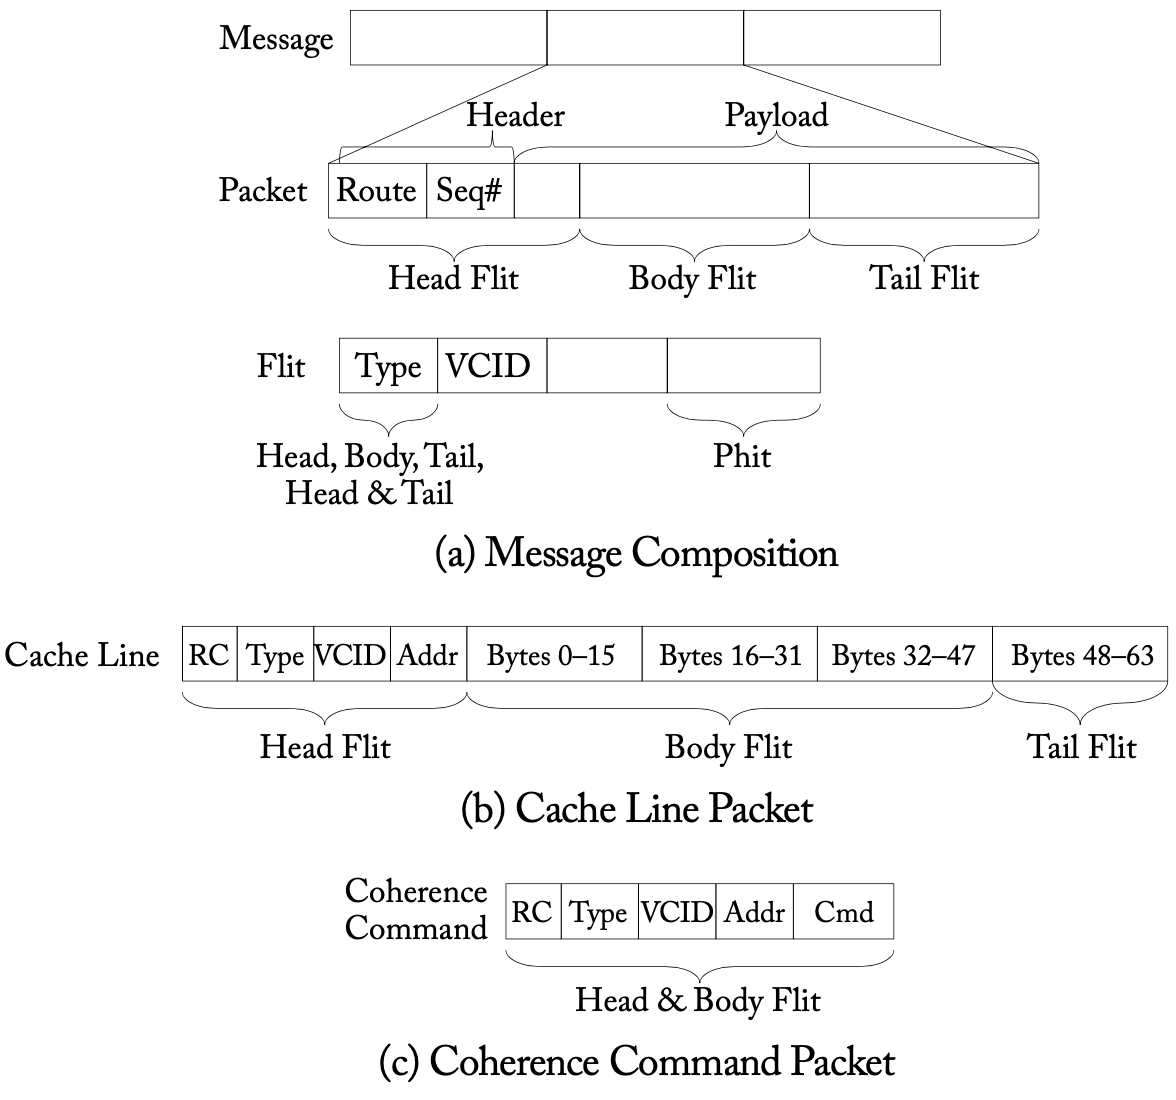 Message
Header
Payload
Packet
Route
Seq#
Head Flit
Body Flit
Tail Flit
Flit
Type
VCID
Head, Body, Tail,
Head & Tail
Phit
(a) Message Composition
Cache Line
RC
Type
VCID
Addr
Bytes 0–15
Bytes 16–31
Bytes 32–47
Bytes 48–63
Head Flit
Body Flit
Tail Flit
(b) Cache Line Packet
Coherence
Command
RC
Type
VCID
Addr
Cmd
Head & Body Flit
(c) Coherence Command Packet